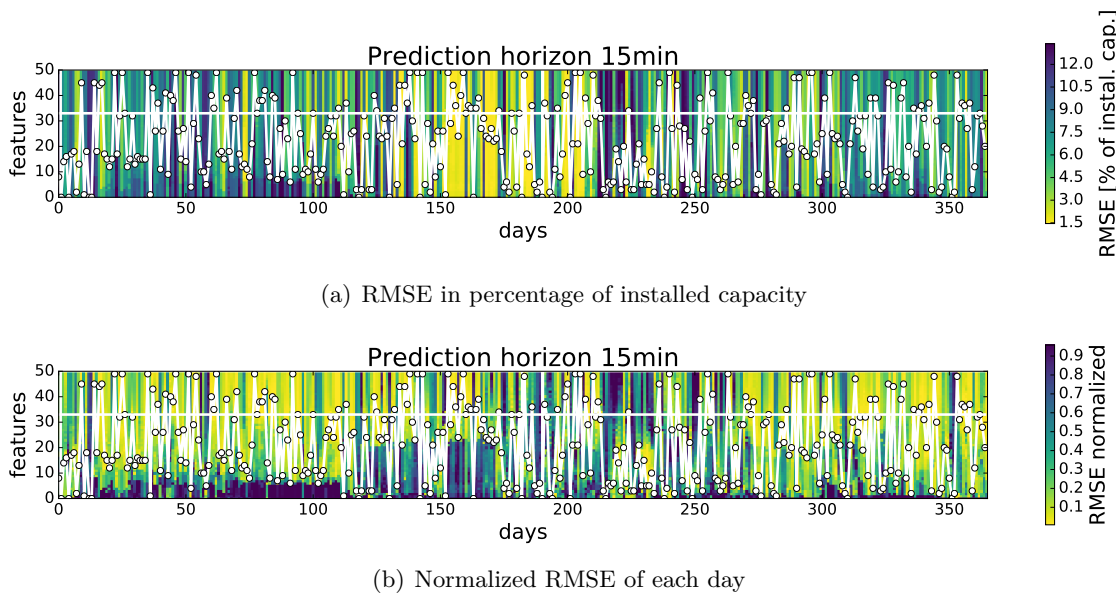 Prediction horizon 15min
features
50
40
30
20
10
0
0 50 100 150 200 250 300 350
days
12.0
10.5
9.0
7.5
6.0
4.5
3.0
1.5
RMSE [% of install. cap.]
(a) RMSE in percentage of installed capacity
Prediction horizon 15min
features
50
40
30
20
10
0
0 50 100 150 200 250 300 350
days
0.9
0.8
0.7
0.6
0.5
0.4
0.3
0.2
0.1
RMSE normalized
(b) Normalized RMSE of each day